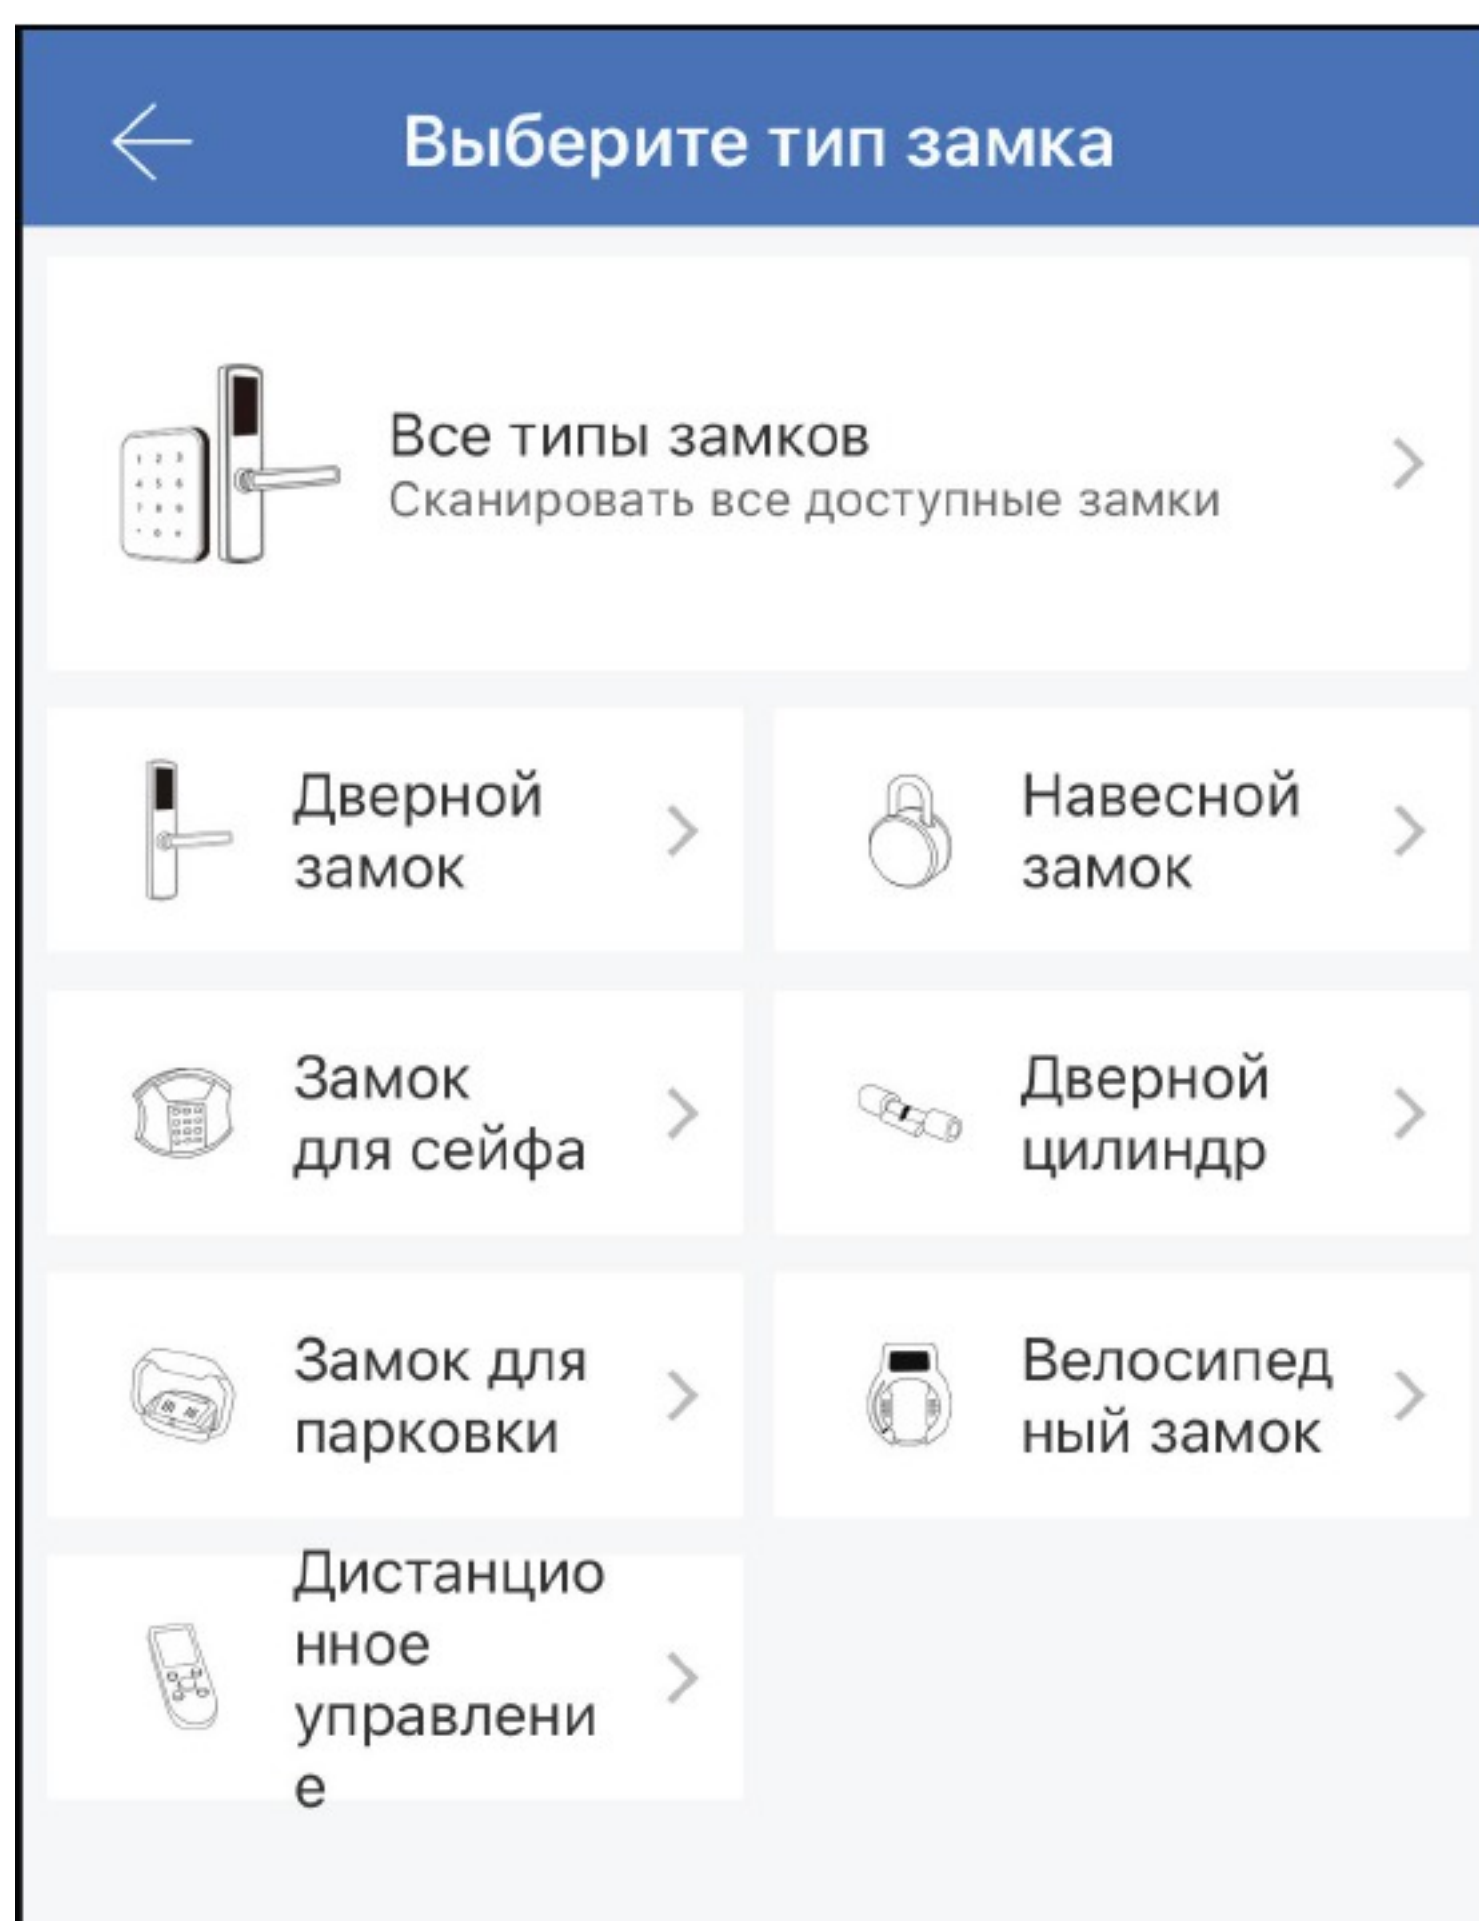 Выберите тип замка
Все типы замков
Сканировать все доступные замки
Дверной
замок
Навесной
замок
Замок
для сейфа
Дверной
цилиндр
Замок для
парковки
Велосипед
ный замок
Дистанцио
нное
управлени
е